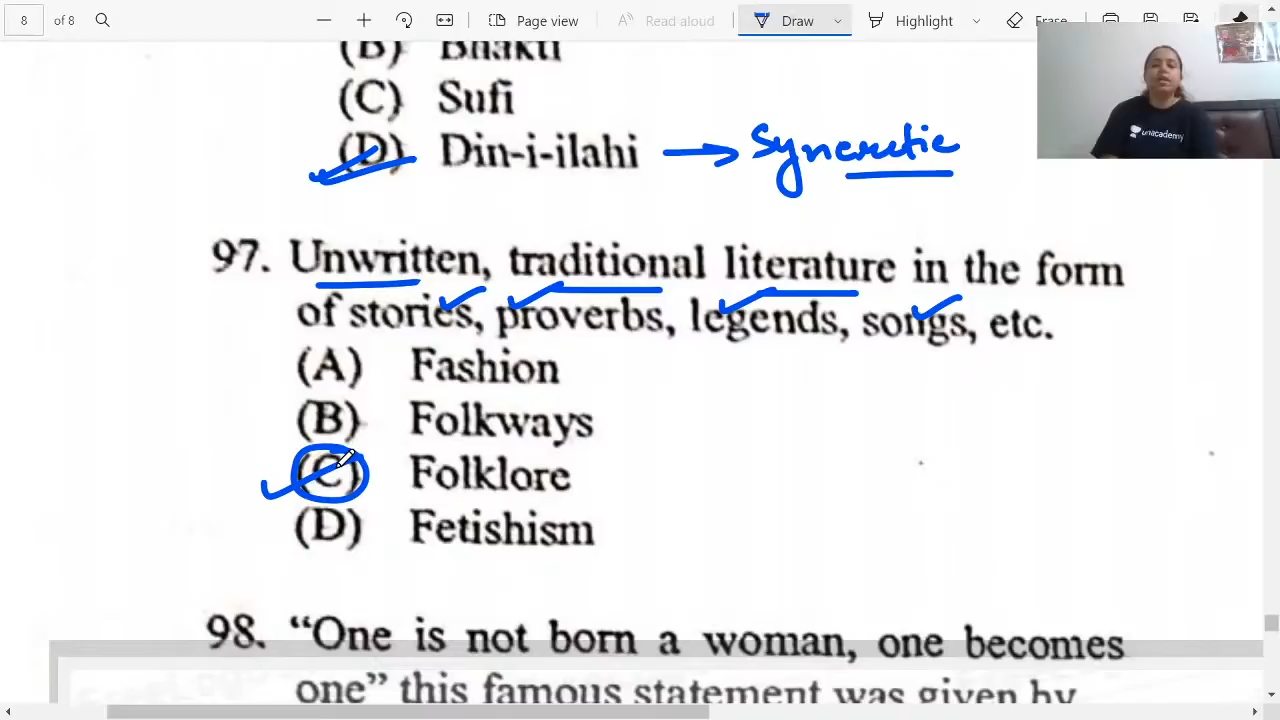 8 of 8 Page view Read aloud Draw Highlight Erase
(B) Bhakti
(C) Sufi
(D) Din-i-ilahi → Syncretic
unacademy
97. Unwritten, traditional literature in the form
of stories, proverbs, legends, songs, etc.
(A) Fashion
(B) Folkways
(C) Folklore
(D) Fetishism
98. “One is not born a woman, one becomes
one” this famous statement was given by